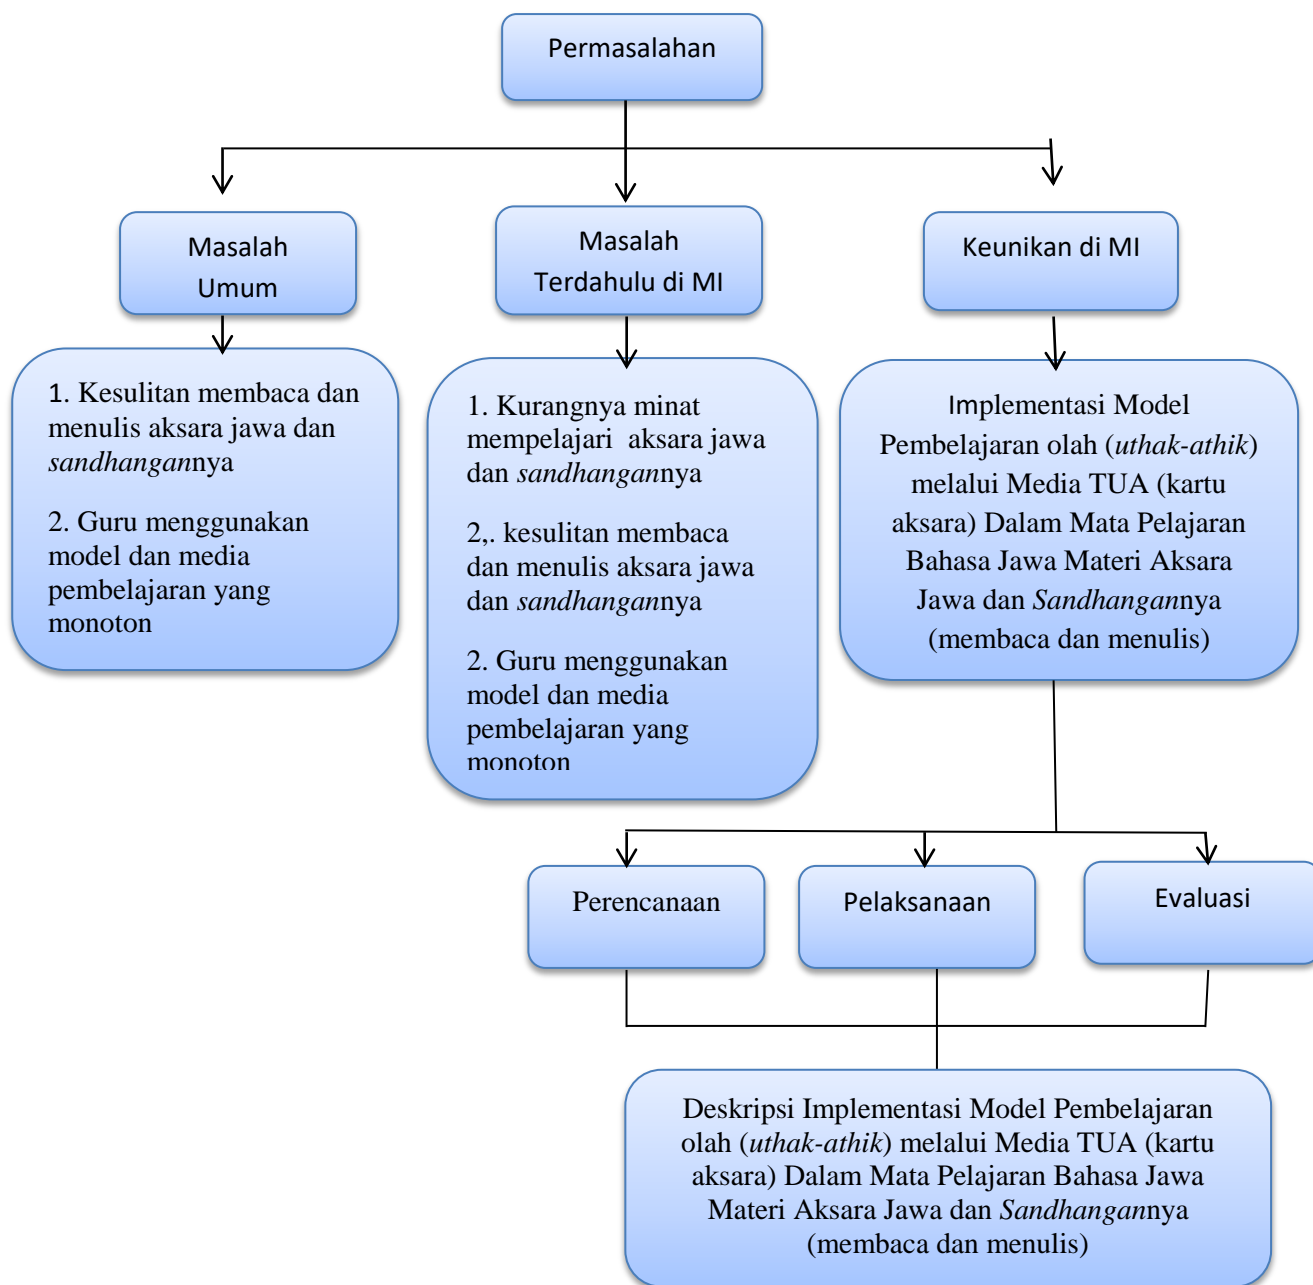 Permasalahan
Masalah
Umum
Masalah
Terdahulu di MI
Keunikan di MI
1. Kesulitan membaca dan
menulis aksara jawa dan
sandhangannya
2. Guru menggunakan
model dan media
pembelajaran yang
monoton
1. Kurangnya minat
mempelajari aksara jawa
dan sandhangannya
2,. kesulitan membaca
dan menulis aksara jawa
dan sandhangannya
2. Guru menggunakan
model dan media
pembelajaran yang
monoton
Implementasi Model
Pembelajaran olah (uthak-athik)
melalui Media TUA (kartu
aksara) Dalam Mata Pelajaran
Bahasa Jawa Materi Aksara
Jawa dan Sandhangannya
(membaca dan menulis)
Perencanaan
Pelaksanaan
Evaluasi
Deskripsi Implementasi Model Pembelajaran
olah (uthak-athik) melalui Media TUA (kartu
aksara) Dalam Mata Pelajaran Bahasa Jawa
Materi Aksara Jawa dan Sandhangannya
(membaca dan menulis)